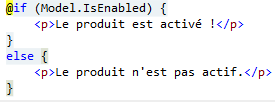 @if (Model.IsEnabled) {
    <p>Le produit est activé !</p>
}
else {
    <p>Le produit n'est pas actif.</p>
}